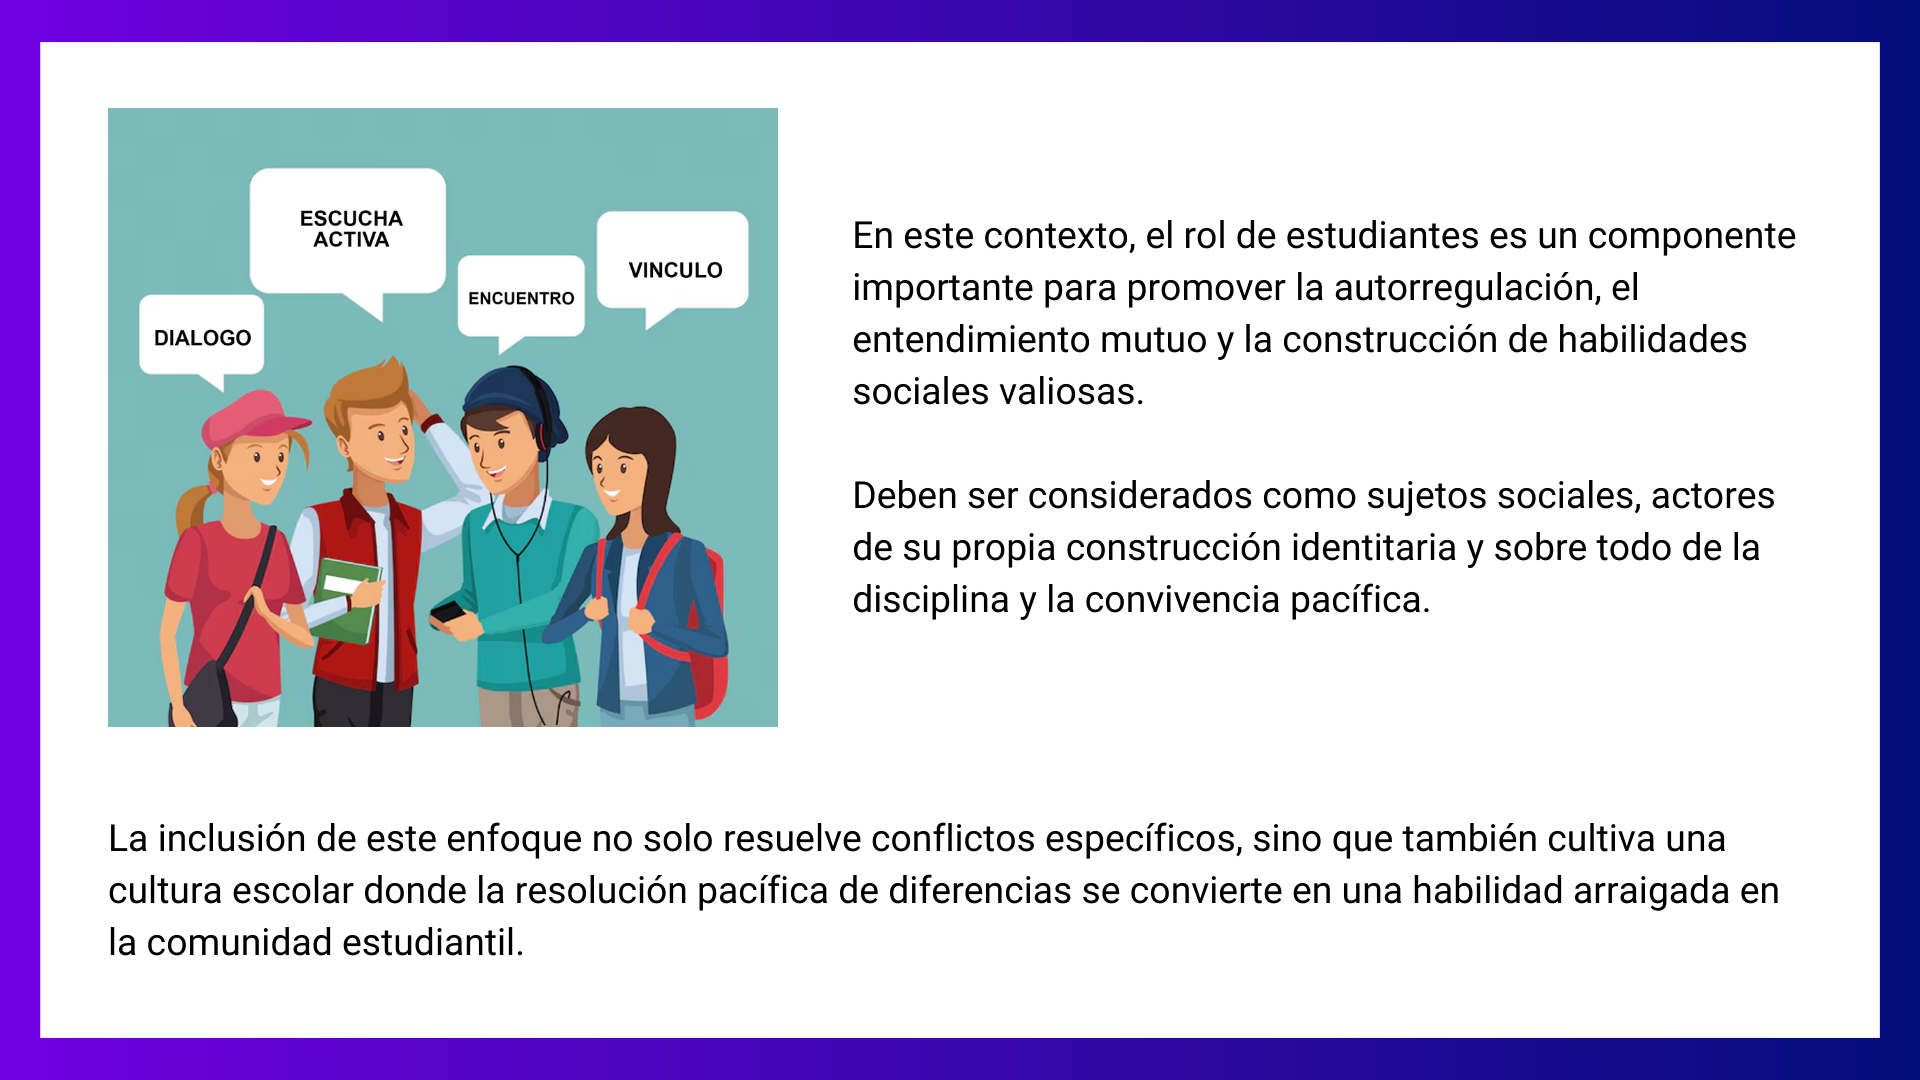 DIALOGO
ESCUCHA
ACTIVA
ENCUENTRO
VINCULO
En este contexto, el rol de estudiantes es un componente
importante para promover la autorregulación, el
entendimiento mutuo y la construcción de habilidades
sociales valiosas.
Deben ser considerados como sujetos sociales, actores
de su propia construcción identitaria y sobre todo de la
disciplina y la convivencia pacífica.
La inclusión de este enfoque no solo resuelve conflictos específicos, sino que también cultiva una
cultura escolar donde la resolución pacífica de diferencias se convierte en una habilidad arraigada en
la comunidad estudiantil.